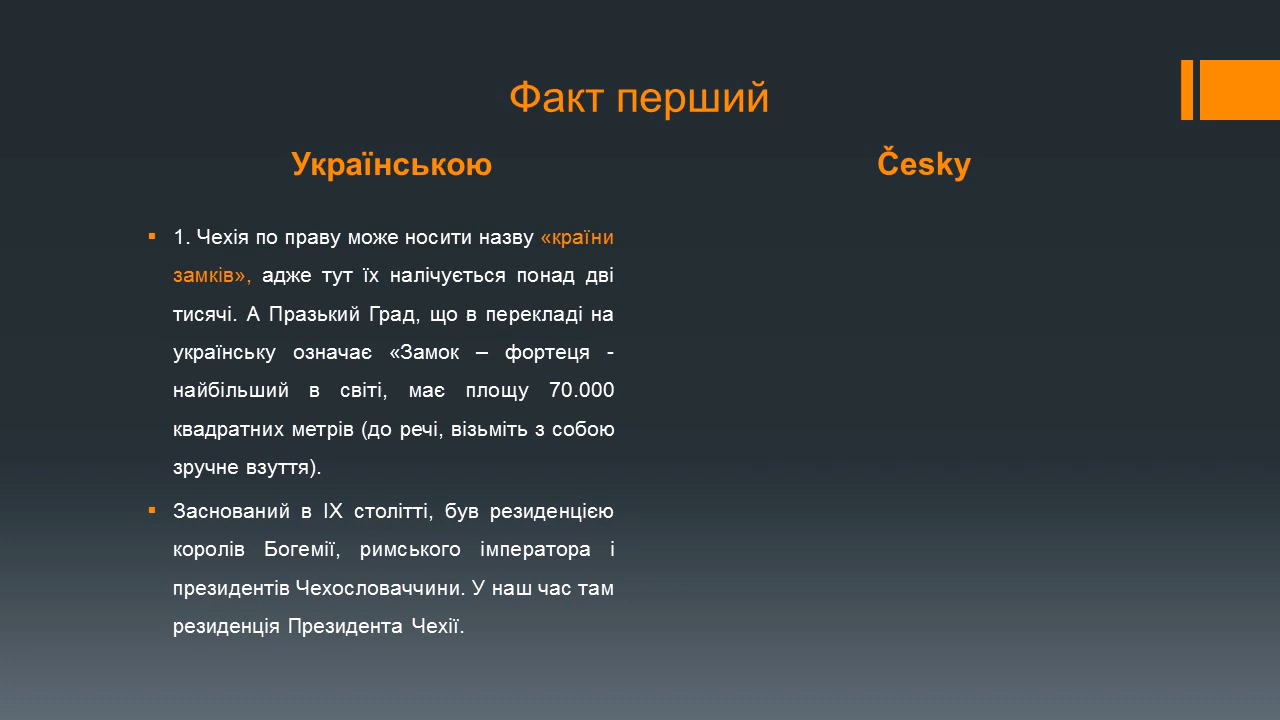 Факт перший
Українською
Česky
▪ 1. Чехія по праву може носити назву «країни
замків», адже тут їх налічується понад дві
тисячі. А Празький Град, що в перекладі на
українську означає «Замок – фортеця -
найбільший в світі, має площу 70.000
квадратних метрів (до речі, візьміть з собою
зручне взуття).
▪ Заснований в IX столітті, був резиденцією
королів Богемії, римського імператора і
президентів Чехословаччини. У наш час там
резиденція Президента Чехії.